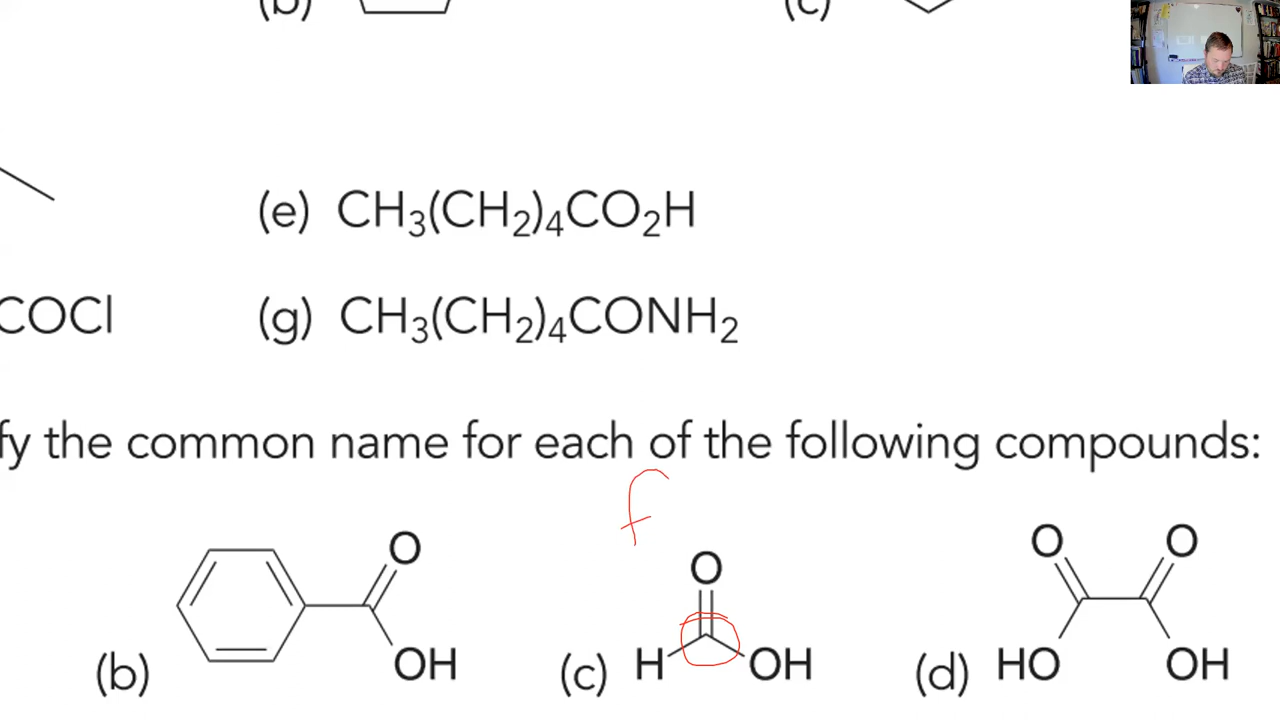 (b) (c)
(e) CH₃(CH₂)₄CO₂H
COCl (g) CH₃(CH₂)₄CONH₂
fy the common name for each of the following compounds:
f
O O O O
(b) OH (c) H OH (d) HO OH